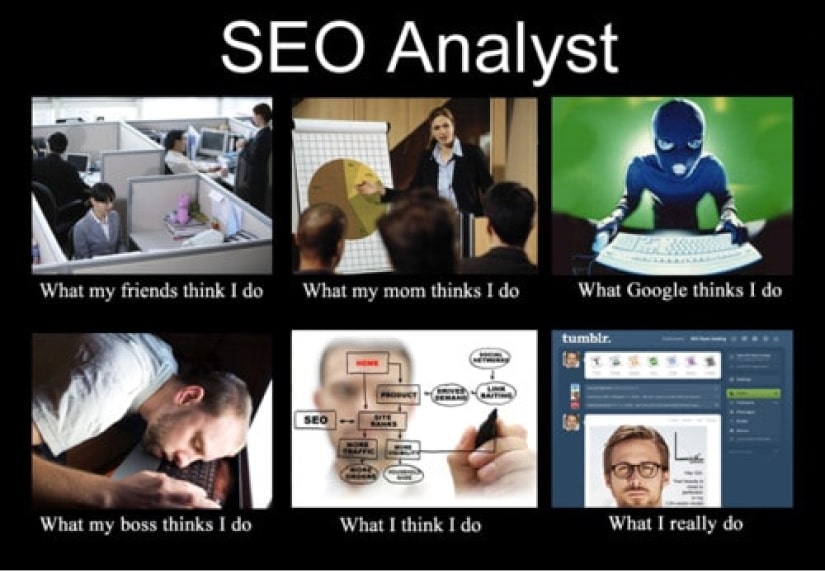 SEO Analyst
What my friends think I do
What my mom thinks I do
What Google thinks I do
What my boss thinks I do
HOME
SOCIAL
NETWORKS
PRODUCT
DRIVES
DEMAND
LINK
BAITING
SEO
SITE
RANKS
MORE
TRAFFIC
MORE
VISIBILITY
MORE
ORDERS
What I think I do
tumblr.
What I really do